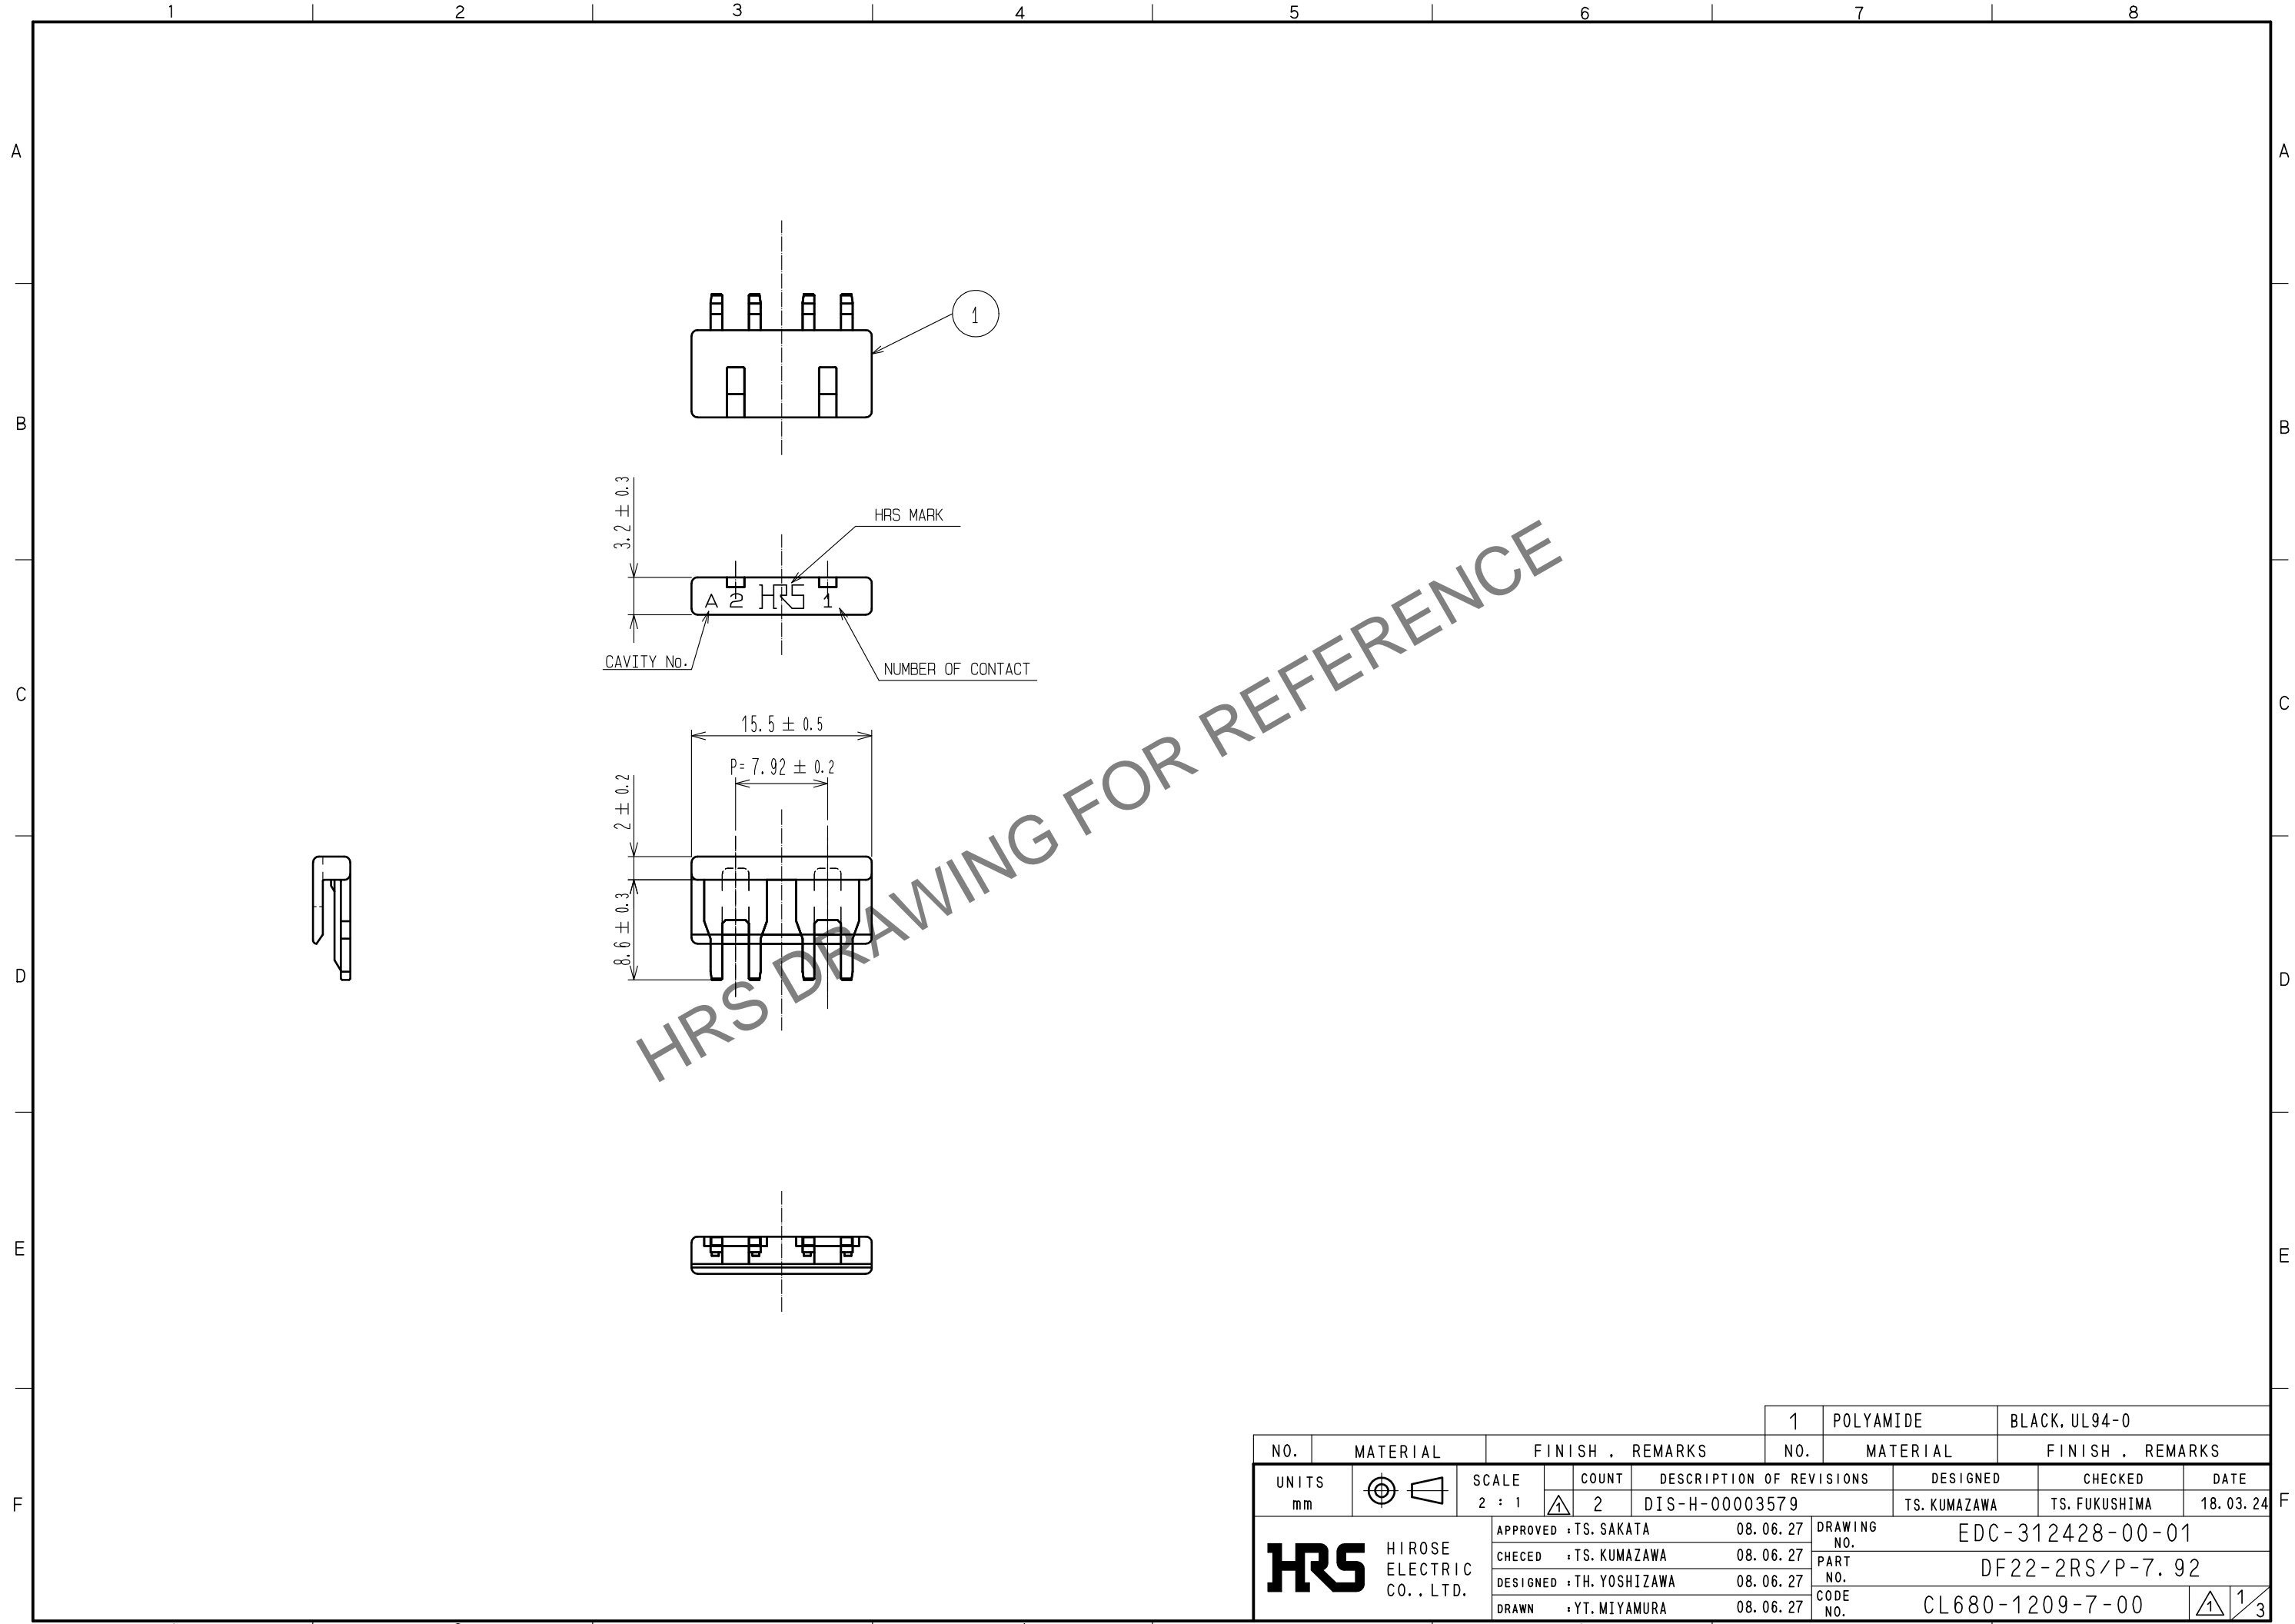 1 2 3 4 5 6 7 8
A A
B B
C C
D D
E E
F F
1
3.2 ± 0.3
HRS MARK
A 2 HRS 1
CAVITY No.
NUMBER OF CONTACT
15.5 ± 0.5
P= 7.92 ± 0.2
2 ± 0.2
8.6 ± 0.3
HRS DRAWING FOR REFERENCE
1 POLYAMIDE BLACK.UL94-0
NO. MATERIAL FINISH . REMARKS NO. MATERIAL FINISH . REMARKS
UNITS
mm
SCALE
2 : 1
COUNT DESCRIPTION OF REVISIONS DESIGNED CHECKED DATE
1 2 DIS-H-00003579 TS.KUMAZAWA TS.FUKUSHIMA 18.03.24
HRS
HIROSE
ELECTRIC
CO.,LTD.
APPROVED :TS.SAKATA 08.06.27
CHECED :TS.KUMAZAWA 08.06.27
DESIGNED :TH.YOSHIZAWA 08.06.27
DRAWN :YT.MIYAMURA 08.06.27
DRAWING NO. EDC-312428-00-01
PART NO. DF22-2RS/P-7.92
CODE NO. CL680-1209-7-00 1 1/3